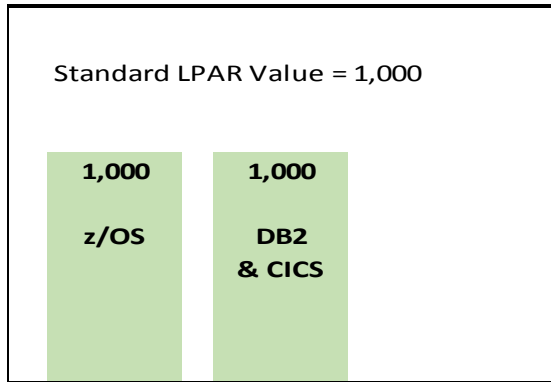 Standard LPAR Value = 1,000
1,000 1,000
z/OS DB2
& CICS